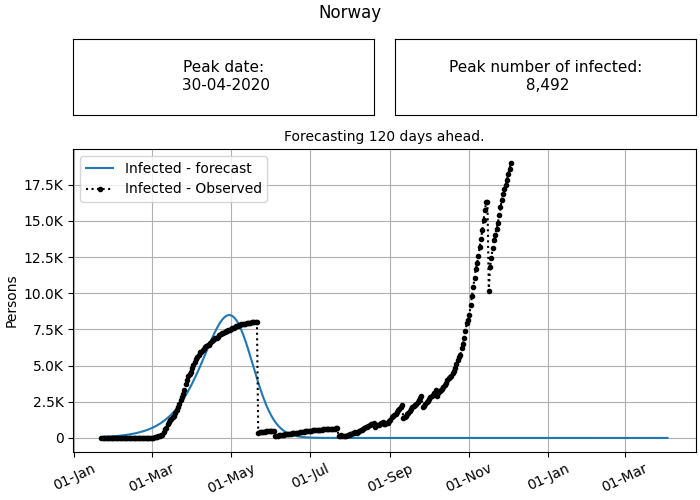 Norway
Peak date:
30-04-2020
Peak number of infected:
8,492
Forecasting 120 days ahead.
Infected - forecast
Infected - Observed
17.5K
15.0K
12.5K
10.0K
7.5K
5.0K
2.5K
0
Persons
01-Jan
01-Mar
01-May
01-Jul
01-Sep
01-Nov
01-Jan
01-Mar